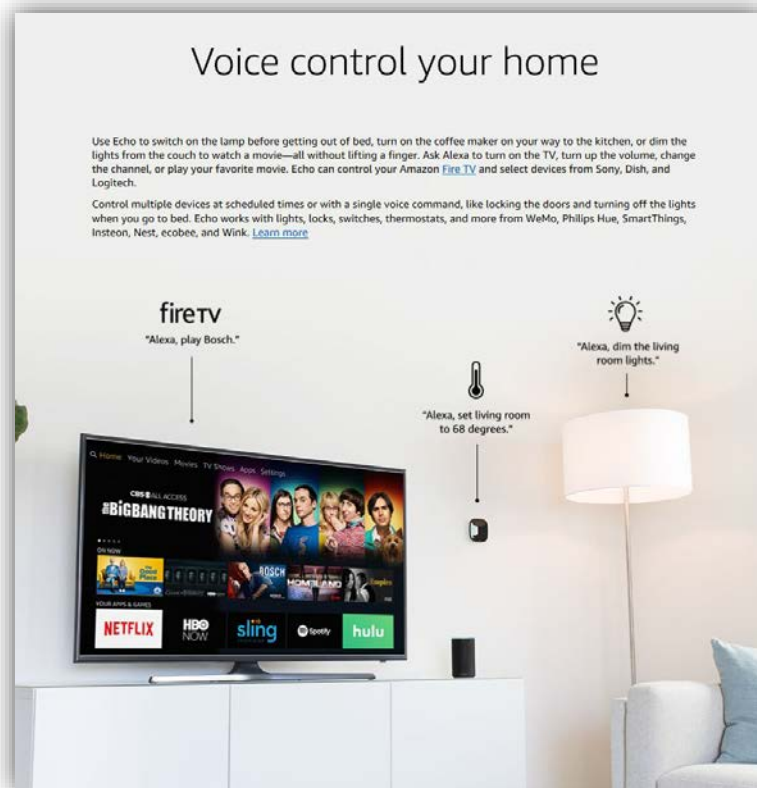 Voice control your home
Use Echo to switch on the lamp before getting out of bed, turn on the coffee maker on your way to the kitchen, or dim the
lights from the couch to watch a movie—all without lifting a finger. Ask Alexa to turn on the TV, turn up the volume, change
the channel, or play your favorite movie. Echo can control your Amazon Fire TV and select devices from Sony, Dish, and
Logitech.
Control multiple devices at scheduled times or with a single voice command, like locking the doors and turning off the lights
when you go to bed. Echo works with lights, locks, switches, thermostats, and more from WeMo, Philips Hue, SmartThings,
Insteon, Nest, ecobee, and Wink. Learn more
fireTV
"Alexa, play Bosch."
"Alexa, dim the living
room lights."
"Alexa, set living room
to 68 degrees."
Home Your Videos Movies TV Shows Apps Settings
CBS ALL ACCESS
the BiGBANGTHEORY
ON NOW
The Good Place
BOSCH
HOMELAND
Empire
YOUR APPS & GAMES
NETFLIX
HBO NOW
sling
Spotify
hulu